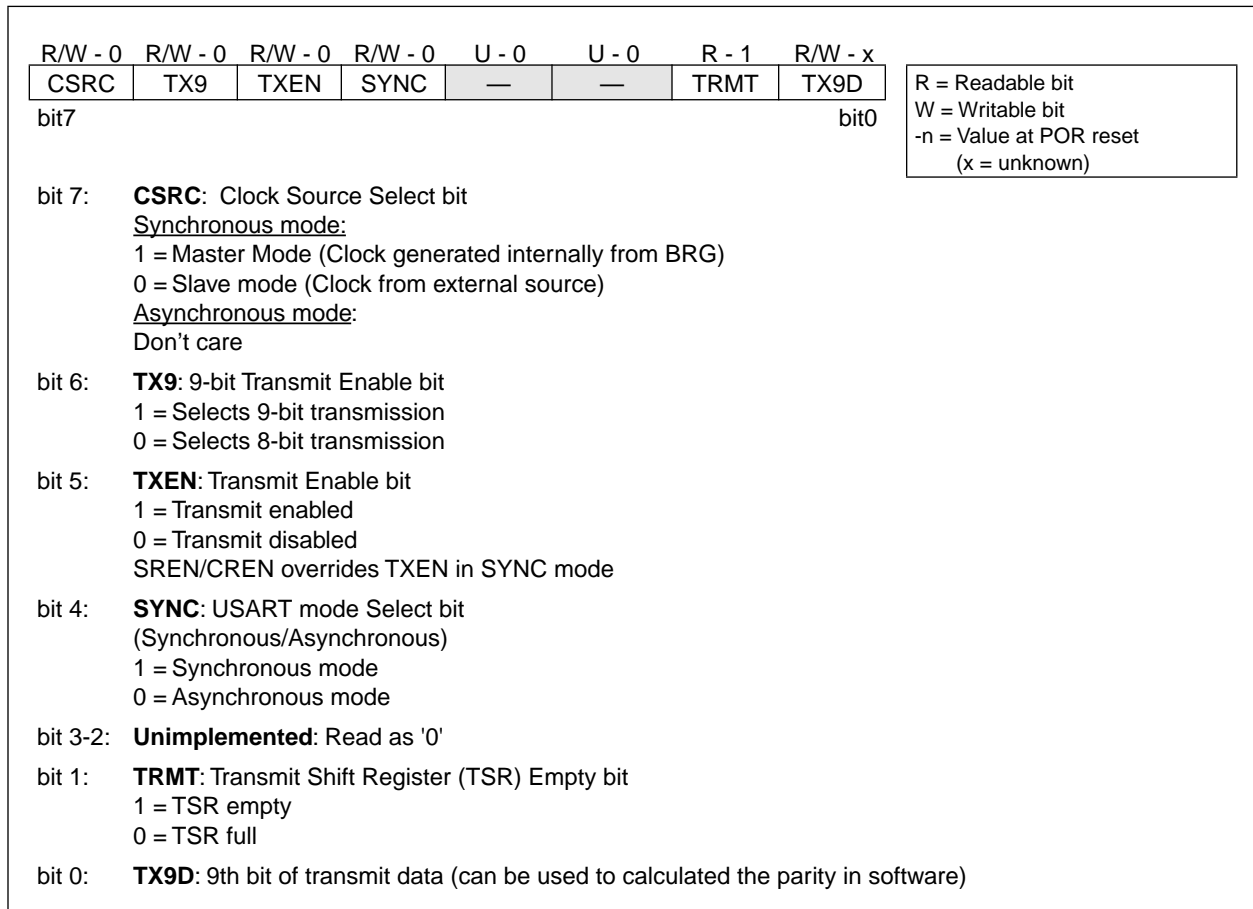 R/W - 0 R/W - 0 R/W - 0 R/W - 0 U - 0 U - 0 R - 1 R/W - x
CSRC TX9 TXEN SYNC — — TRMT TX9D
bit7 bit0
R = Readable bit
W = Writable bit
-n = Value at POR reset
(x = unknown)
bit 7: CSRC: Clock Source Select bit
Synchronous mode:
1 = Master Mode (Clock generated internally from BRG)
0 = Slave mode (Clock from external source)
Asynchronous mode:
Don't care
bit 6: TX9: 9-bit Transmit Enable bit
1 = Selects 9-bit transmission
0 = Selects 8-bit transmission
bit 5: TXEN: Transmit Enable bit
1 = Transmit enabled
0 = Transmit disabled
SREN/CREN overrides TXEN in SYNC mode
bit 4: SYNC: USART mode Select bit
(Synchronous/Asynchronous)
1 = Synchronous mode
0 = Asynchronous mode
bit 3-2: Unimplemented: Read as '0'
bit 1: TRMT: Transmit Shift Register (TSR) Empty bit
1 = TSR empty
0 = TSR full
bit 0: TX9D: 9th bit of transmit data (can be used to calculated the parity in software)